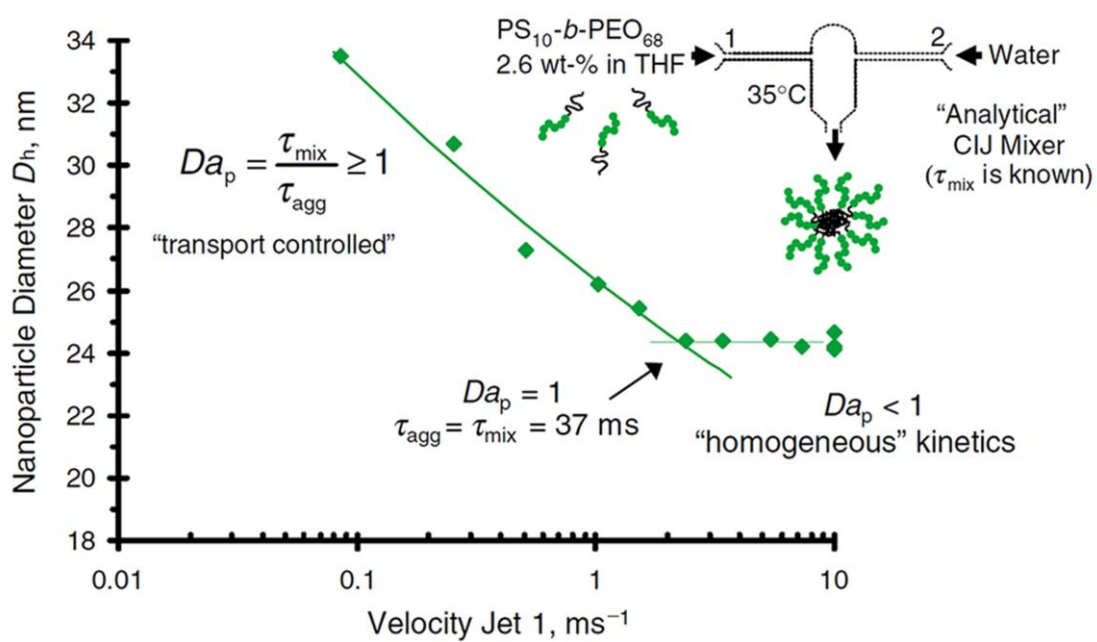 PS10-b-PEO68
2.6 wt-% in THF
1
2
Water
35°C
“Analytical”
CIJ Mixer
(τmix is known)
Nanoparticle Diameter Dh, nm
34
32
30
28
26
24
22
20
18
Dap = τmix / τagg ≥ 1
“transport controlled”
Dap = 1
τagg = τmix = 37 ms
Dap < 1
“homogeneous” kinetics
0.01
0.1
1
10
Velocity Jet 1, ms⁻¹